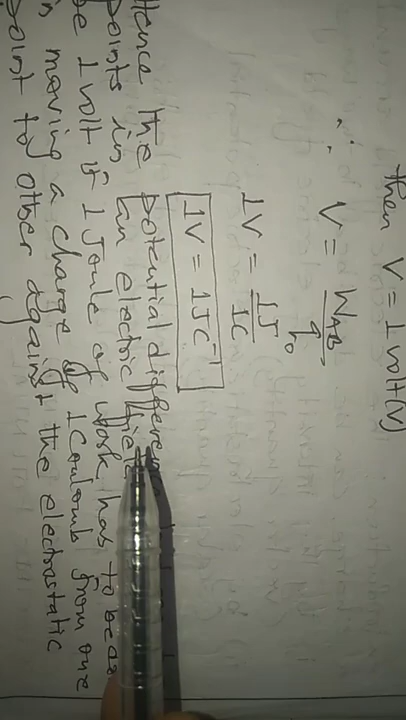 then V = 1 volt (V)
∴ V = W_AB / q₀
1V = 1J / 1C
1V = 1JC⁻¹
Hence the potential differen
points in an electric fiel
be 1 volt if 1 Joule of work has to be
in moving a charge of 1 coulomb from one
point to other against the electrostatic